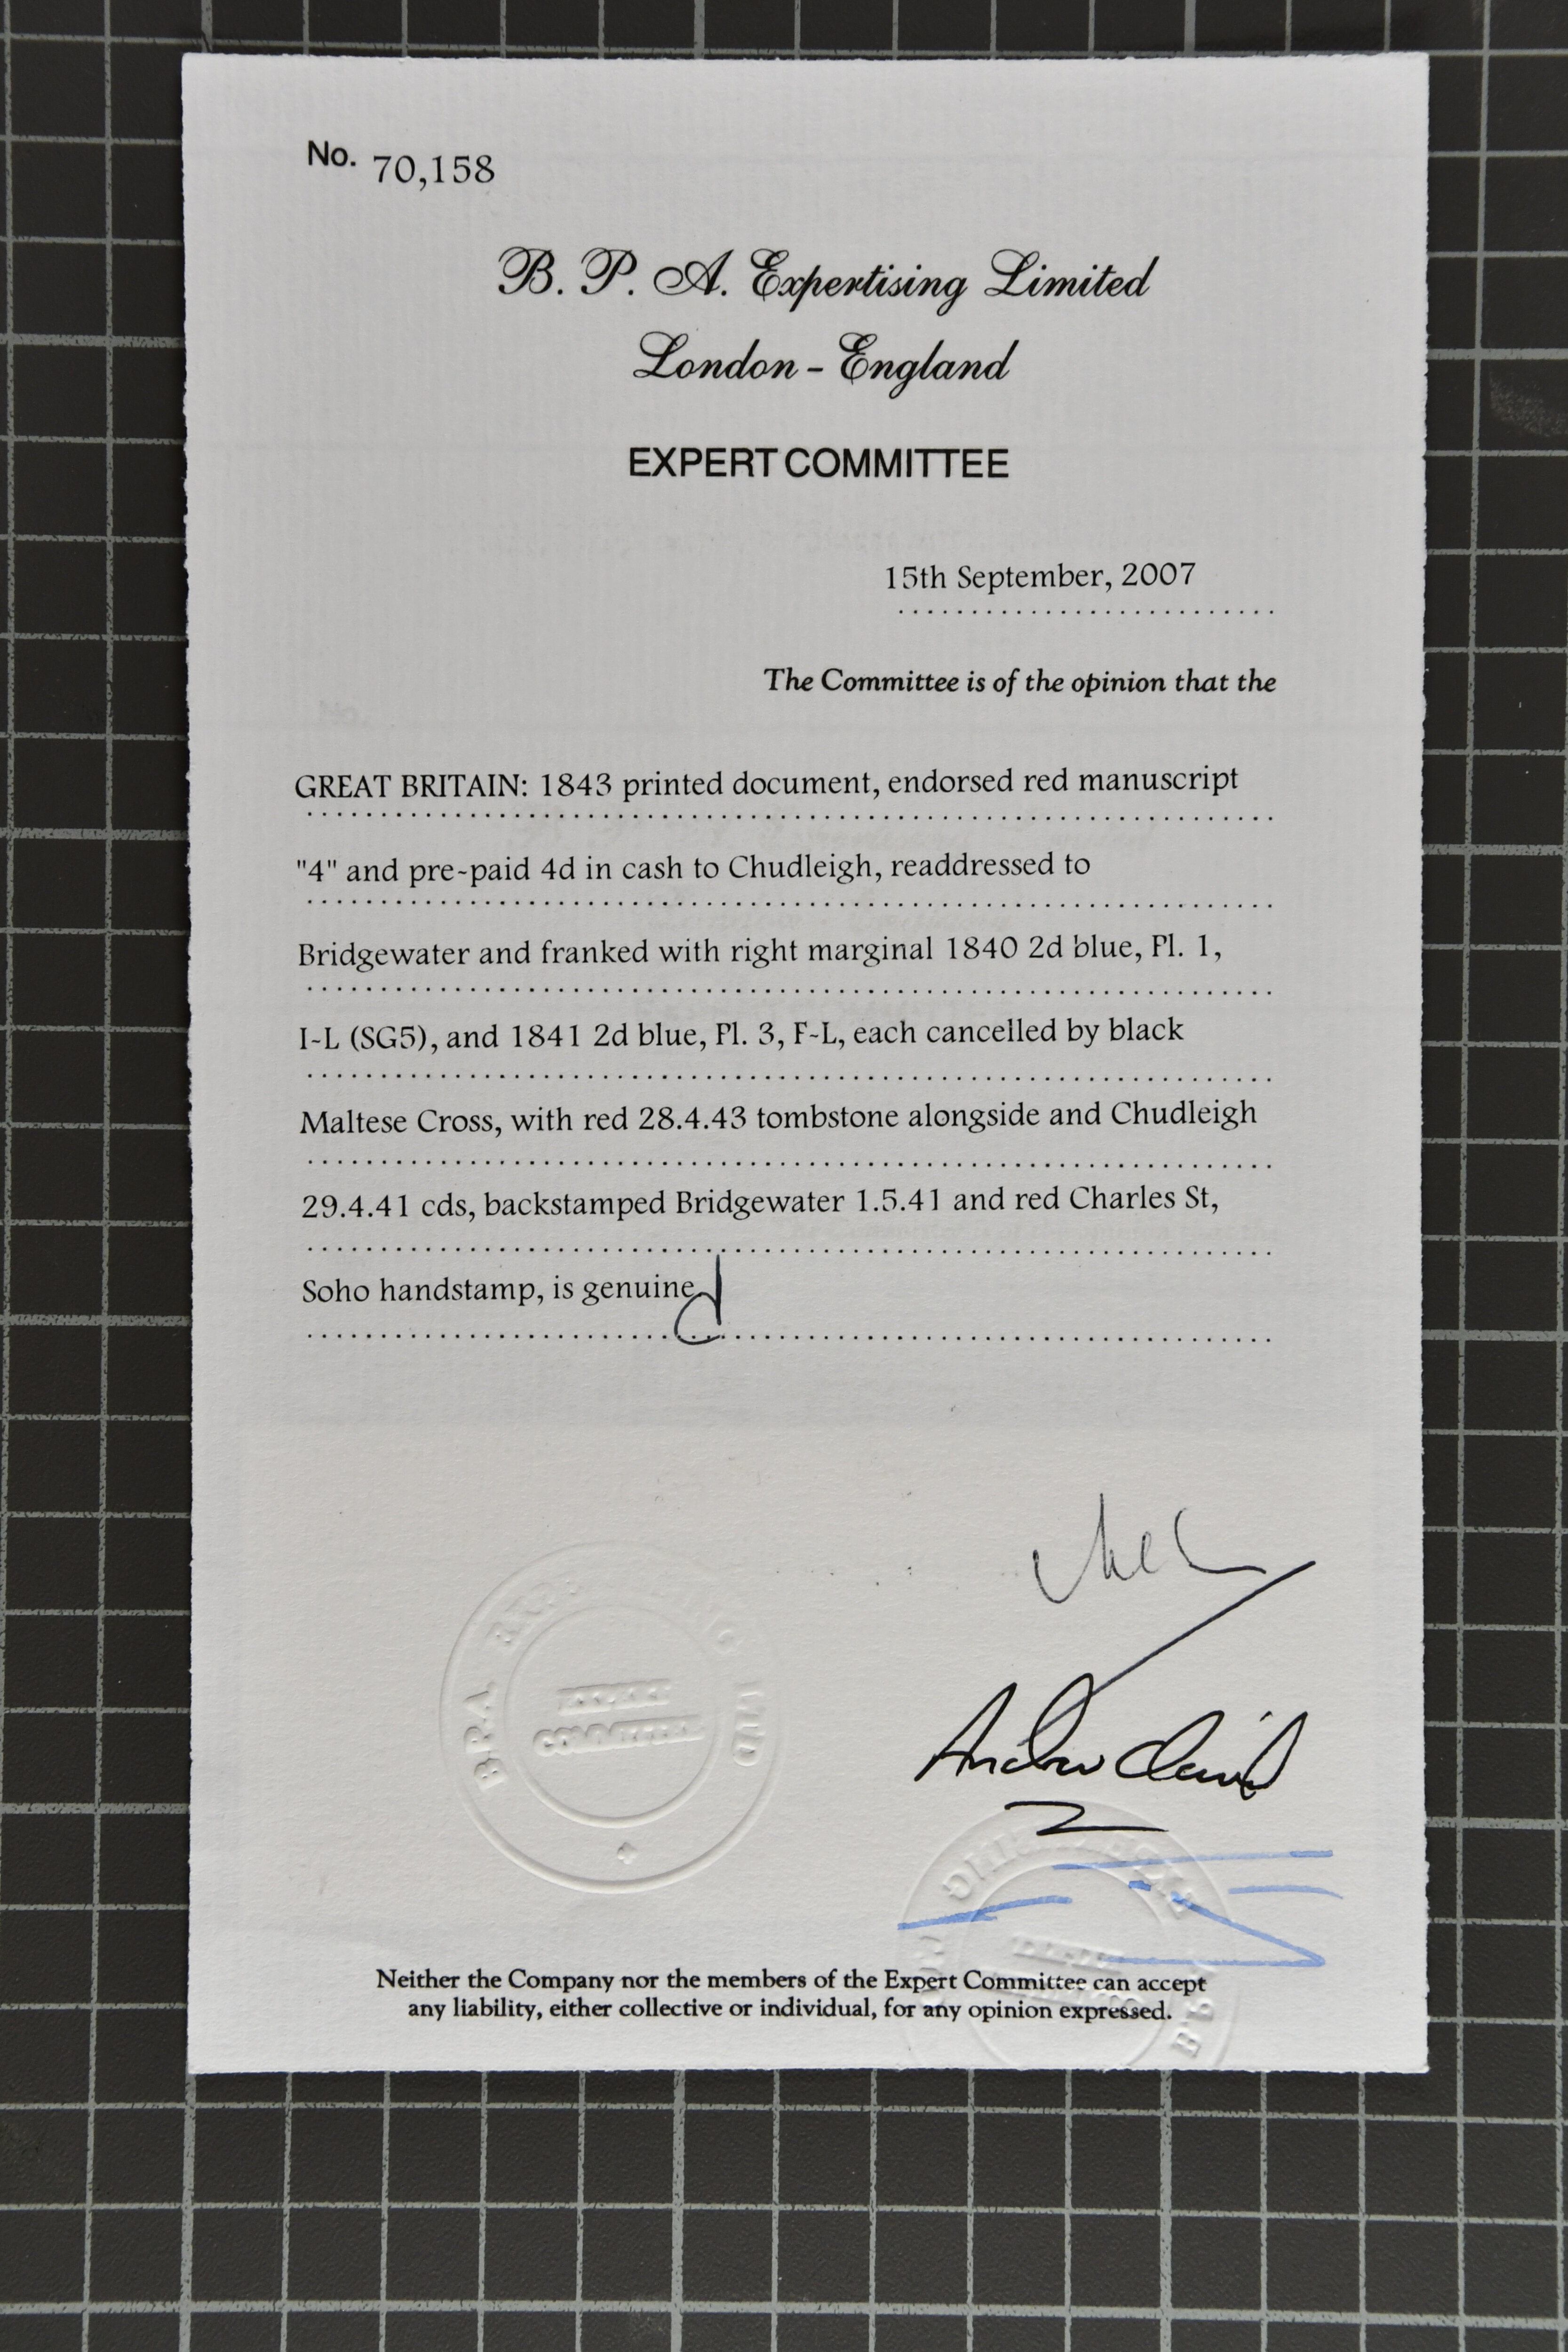 No. 70,158
B. P. A. Expertising Limited
London - England
EXPERT COMMITTEE
15th September, 2007
The Committee is of the opinion that the
GREAT BRITAIN: 1843 printed document, endorsed red manuscript
"4" and pre-paid 4d in cash to Chudleigh, readdressed to
Bridgewater and franked with right marginal 1840 2d blue, Pl. 1,
I-L (SG5), and 1841 2d blue, Pl. 3, F-L, each cancelled by black
Maltese Cross, with red 28.4.43 tombstone alongside and Chudleigh
29.4.41 cds, backstamped Bridgewater 1.5.41 and red Charles St,
Soho handstamp, is genuine
EXPERT
COMMITTEE
Neither the Company nor the members of the Expert Committee can accept
any liability, either collective or individual, for any opinion expressed.